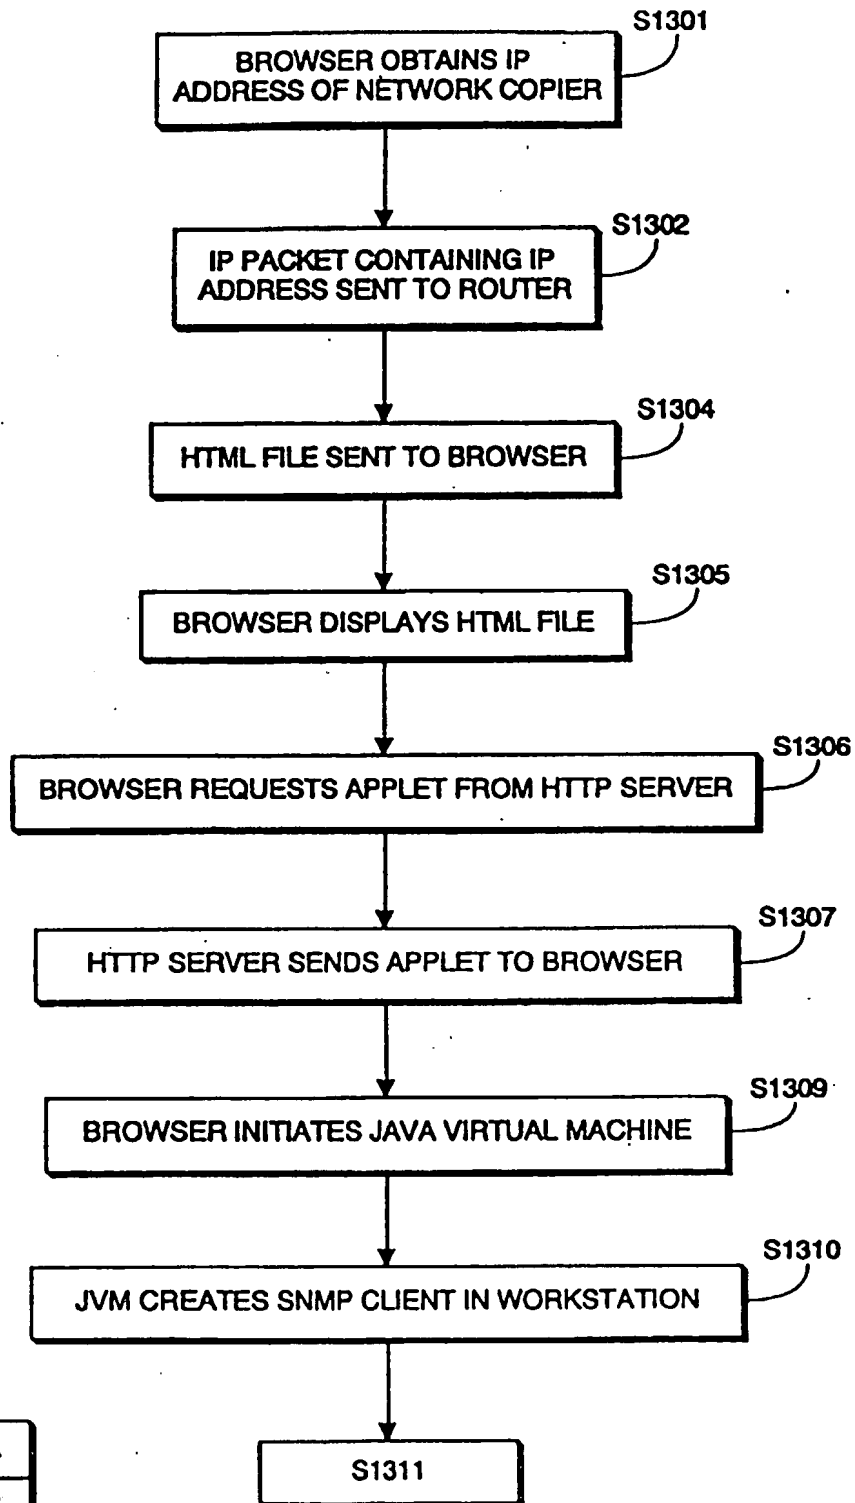 S1301
BROWSER OBTAINS IP
ADDRESS OF NETWORK COPIER
S1302
IP PACKET CONTAINING IP
ADDRESS SENT TO ROUTER
S1304
HTML FILE SENT TO BROWSER
S1305
BROWSER DISPLAYS HTML FILE
S1306
BROWSER REQUESTS APPLET FROM HTTP SERVER
S1307
HTTP SERVER SENDS APPLET TO BROWSER
S1309
BROWSER INITIATES JAVA VIRTUAL MACHINE
S1310
JVM CREATES SNMP CLIENT IN WORKSTATION
S1311